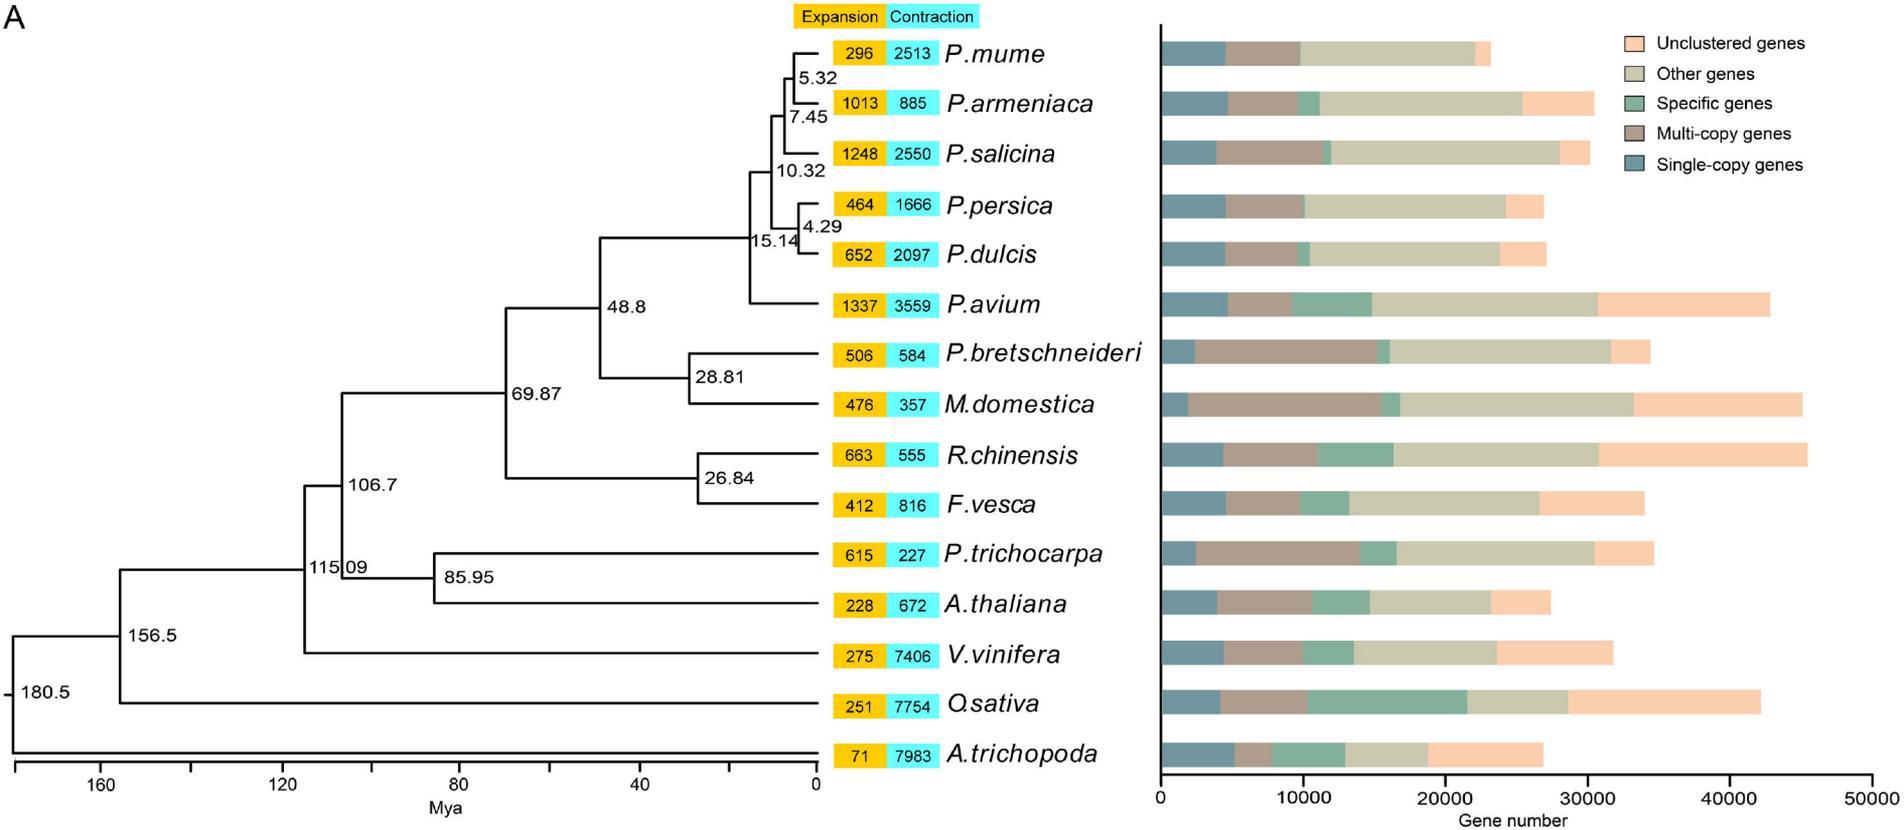 A
Expansion Contraction
296 2513 P.mume
5.32
1013 885 P.armeniaca
7.45
1248 2550 P.salicina
10.32
464 1666 P.persica
4.29
15.14
652 2097 P.dulcis
1337 3559 P.avium
48.8
506 584 P.bretschneideri
28.81
476 357 M.domestica
69.87
663 555 R.chinensis
26.84
412 816 F.vesca
106.7
615 227 P.trichocarpa
115.09
85.95
228 672 A.thaliana
156.5
275 7406 V.vinifera
180.5
251 7754 O.sativa
71 7983 A.trichopoda
160 120 80 40 0
Mya
Unclustered genes
Other genes
Specific genes
Multi-copy genes
Single-copy genes
0 10000 20000 30000 40000 50000
Gene number